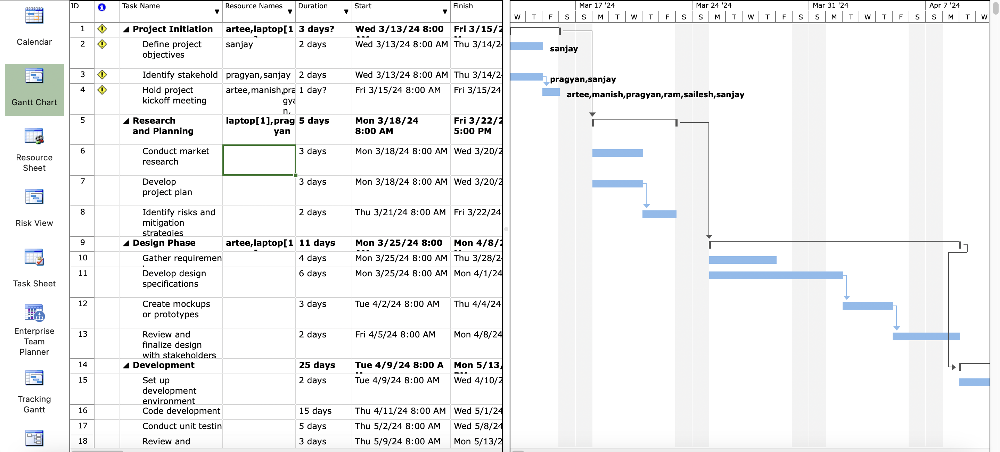 Calendar
Gantt Chart
Resource
Sheet
Risk View
Task Sheet
Enterprise
Team
Planner
Tracking
Gantt
ID Task Name Resource Names Duration Start Finish
1 Project Initiation artee,laptop[1 3 days? Wed 3/13/24 8:00 Fri 3/15/2
2 Define project sanjay 2 days Wed 3/13/24 8:00 AM Thu 3/14/2
objectives
3 Identify stakehold pragyan,sanjay 2 days Wed 3/13/24 8:00 AM Thu 3/14/2
4 Hold project artee,manish,pra 1 day? Fri 3/15/24 8:00 AM Fri 3/15/24
kickoff meeting gya
n,
5 Research laptop[1],prag 5 days Mon 3/18/24 Fri 3/22/2
and Planning yan 8:00 AM 5:00 PM
6 Conduct market 3 days Mon 3/18/24 8:00 AM Wed 3/20/2
research
7 Develop 3 days Mon 3/18/24 8:00 AM Wed 3/20/2
project plan
8 Identify risks and 2 days Thu 3/21/24 8:00 AM Fri 3/22/24
mitigation
strategies
9 Design Phase artee,laptop[1 11 days Mon 3/25/24 8:00 Mon 4/8/2
10 Gather requiremen 4 days Mon 3/25/24 8:00 AM Thu 3/28/2
11 Develop design 6 days Mon 3/25/24 8:00 AM Mon 4/1/24
specifications
12 Create mockups 3 days Tue 4/2/24 8:00 AM Thu 4/4/24
or prototypes
13 Review and 2 days Fri 4/5/24 8:00 AM Mon 4/8/24
finalize design
with stakeholders
14 Development 25 days Tue 4/9/24 8:00 A Mon 5/13/
15 Set up 2 days Tue 4/9/24 8:00 AM Wed 4/10/2
development
environment
16 Code development 15 days Thu 4/11/24 8:00 AM Wed 5/1/24
17 Conduct unit testin 5 days Thu 5/2/24 8:00 AM Wed 5/8/24
18 Review and 3 days Thu 5/9/24 8:00 AM Mon 5/13/2
Mar 17 '24 Mar 24 '24 Mar 31 '24 Apr 7 '24
W T F S S M T W T F S S M T W T F S S M T W T F S S M T W
sanjay
pragyan,sanjay
artee,manish,pragyan,ram,sailesh,sanjay